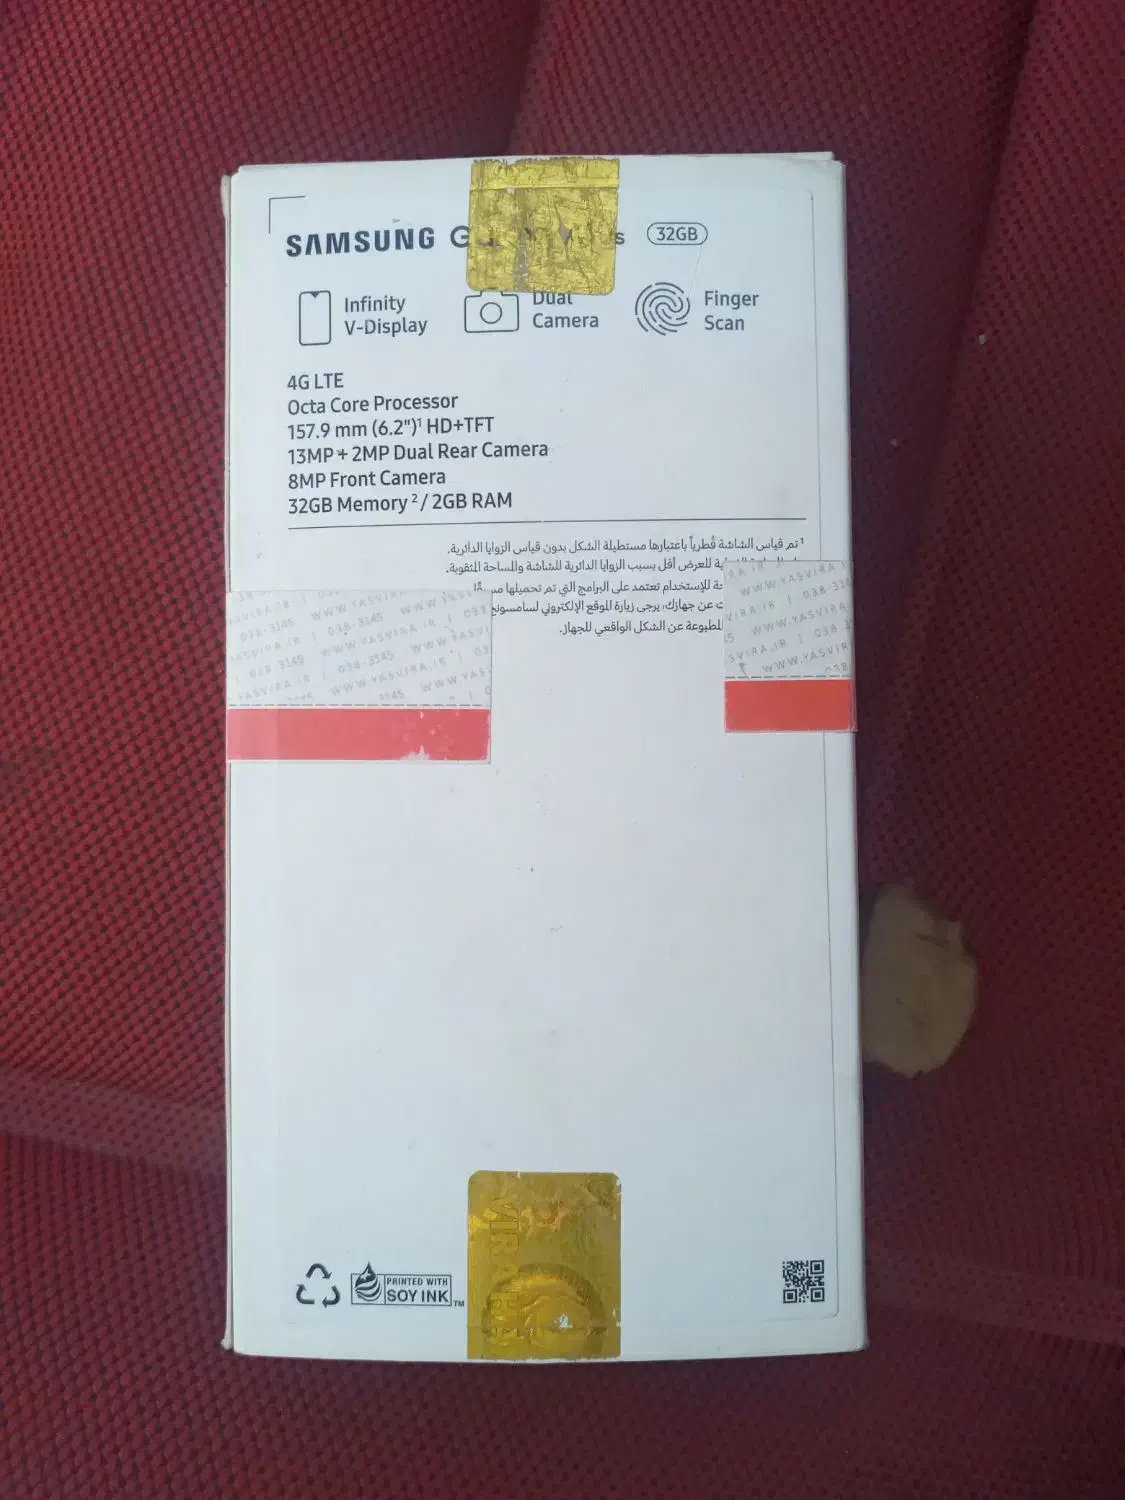 SAMSUNG
32GB
Infinity
V-Display
Dual
Camera
Finger
Scan
4G LTE
Octa Core Processor
157.9 mm (6.2")¹ HD+TFT
13MP + 2MP Dual Rear Camera
8MP Front Camera
32GB Memory ² / 2GB RAM
¹ تم قياس الشاشة قُطرياً باعتبارها مستطيلة الشكل بدون قياس الزوايا الدائرية.
للعرض أقل بسبب الزوايا الدائرية للشاشة والمساحة المثقوبة.
للإستخدام تعتمد على البرامج التي تم تحميلها
عن جهازك، يرجى زيارة الموقع الإلكتروني لسامسونج
المطبوعة عن الشكل الواقعي للجهاز.
WWW.YASVIRA.IR | 038-3145
PRINTED WITH
SOY INK TM